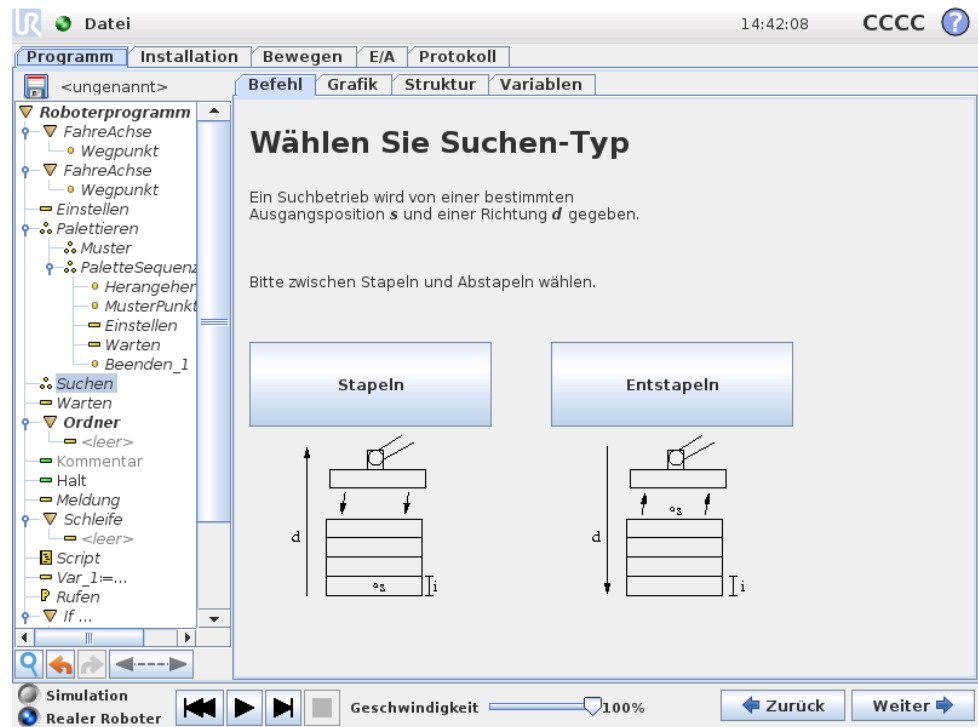 UR Datei 14:42:08 CCCC ?
Programm Installation Bewegen E/A Protokoll
<ungenannt>
Befehl Grafik Struktur Variablen
Roboterprogramm
FahreAchse
Wegpunkt
FahreAchse
Wegpunkt
Einstellen
Palettieren
Muster
PaletteSequenz
Herangeher
MusterPunkt
Einstellen
Warten
Beenden_1
Suchen
Warten
Ordner
<leer>
Kommentar
Halt
Meldung
Schleife
<leer>
Script
Var_1:=...
P Rufen
If ...
Wählen Sie Suchen-Typ
Ein Suchbetrieb wird von einer bestimmten
Ausgangsposition s und einer Richtung d gegeben.
Bitte zwischen Stapeln und Abstapeln wählen.
Stapeln Entstapeln
s
d d
s i i
Simulation
Realer Roboter
Geschwindigkeit 100%
Zurück Weiter